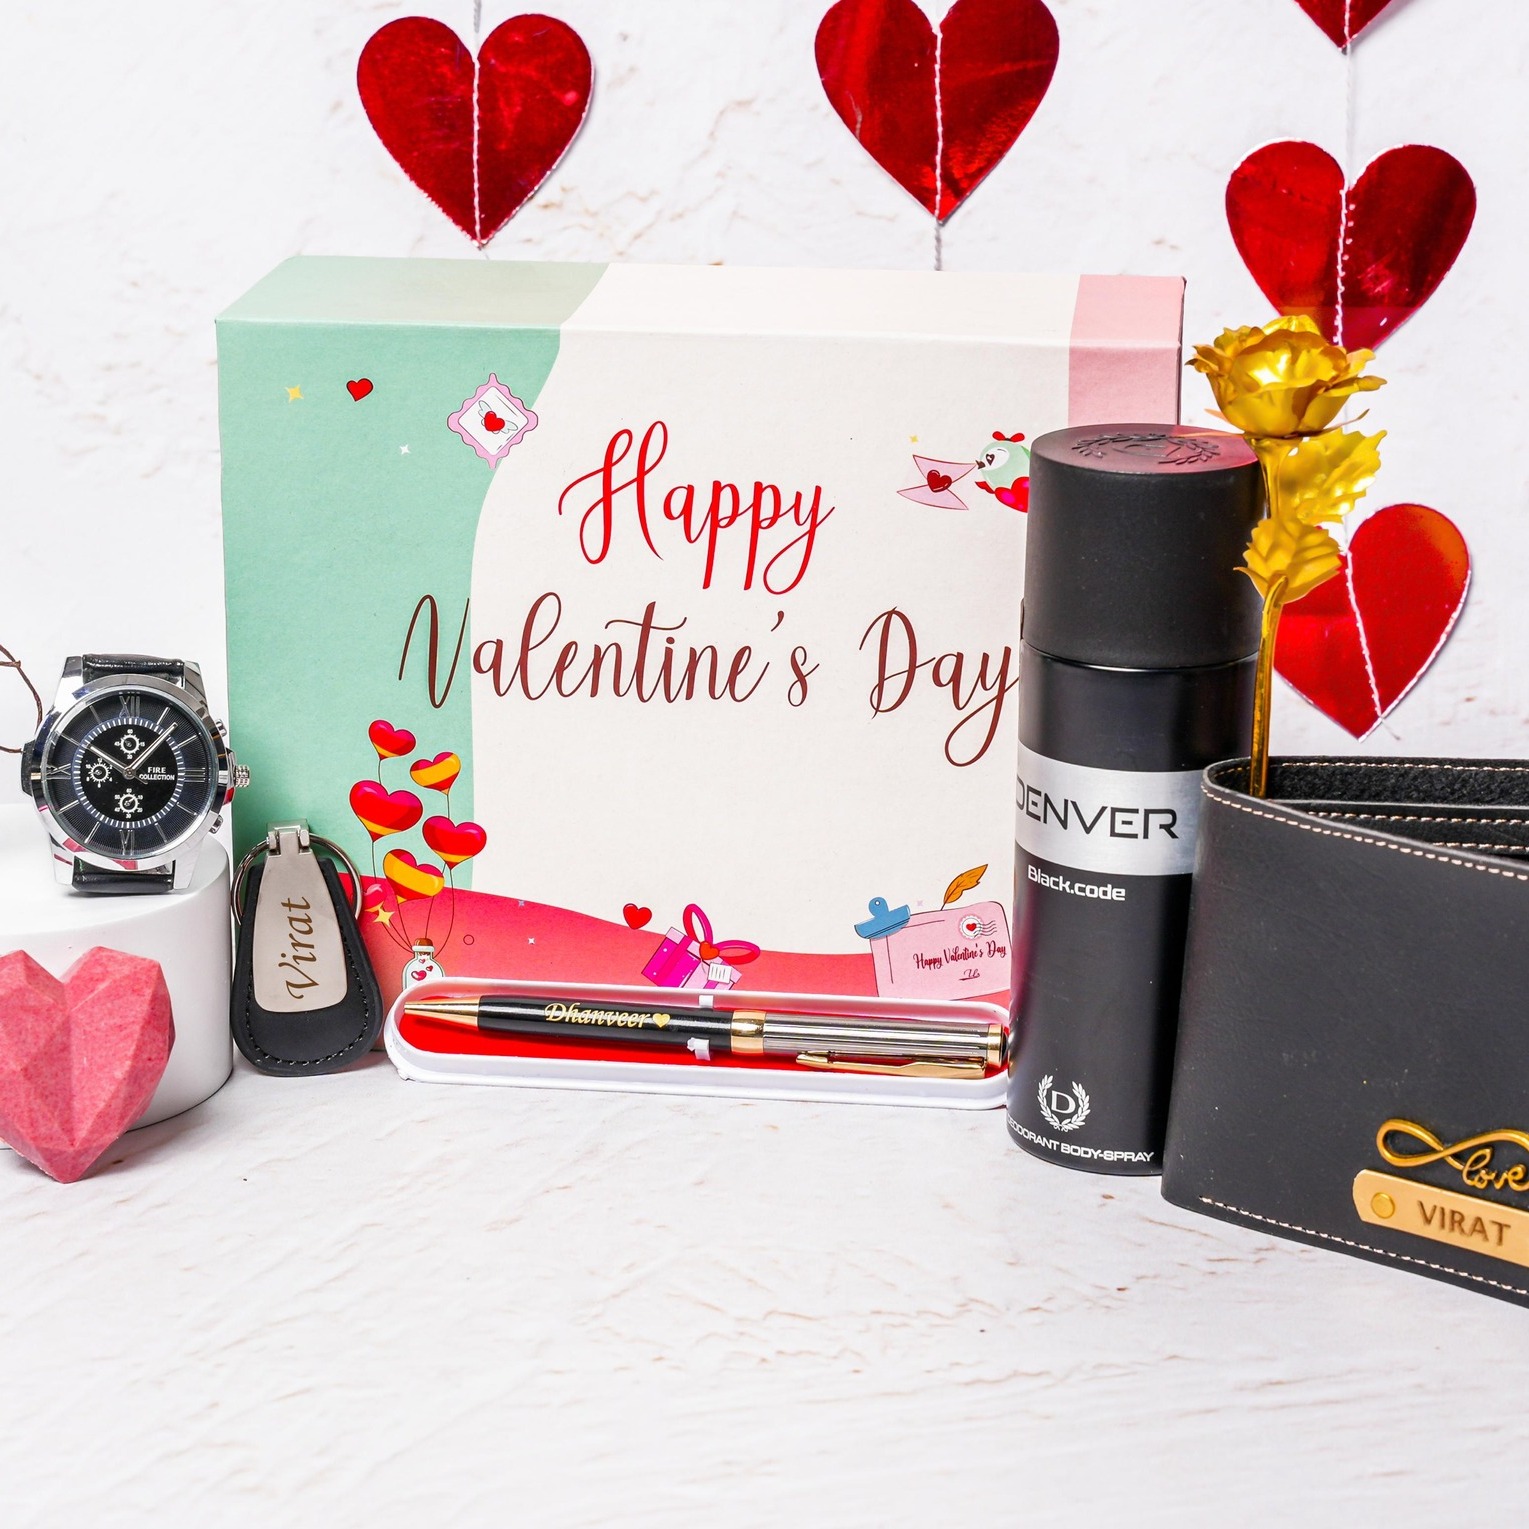 Happy
Valentine's Day
FIRE
COLLECTION
Virat
Dhanveer
Happy Valentine's Day
DENVER
Black.code
D
DEODORANT BODY-SPRAY
love
VIRAT